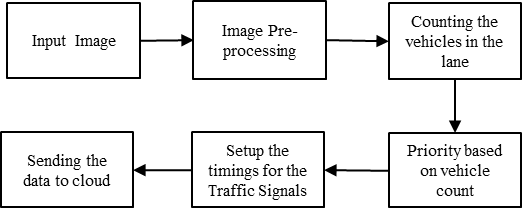 Input Image
Image Pre-
processing
Counting the
vehicles in the
lane
Priority based
on vehicle
count
Setup the
timings for the
Traffic Signals
Sending the
data to cloud